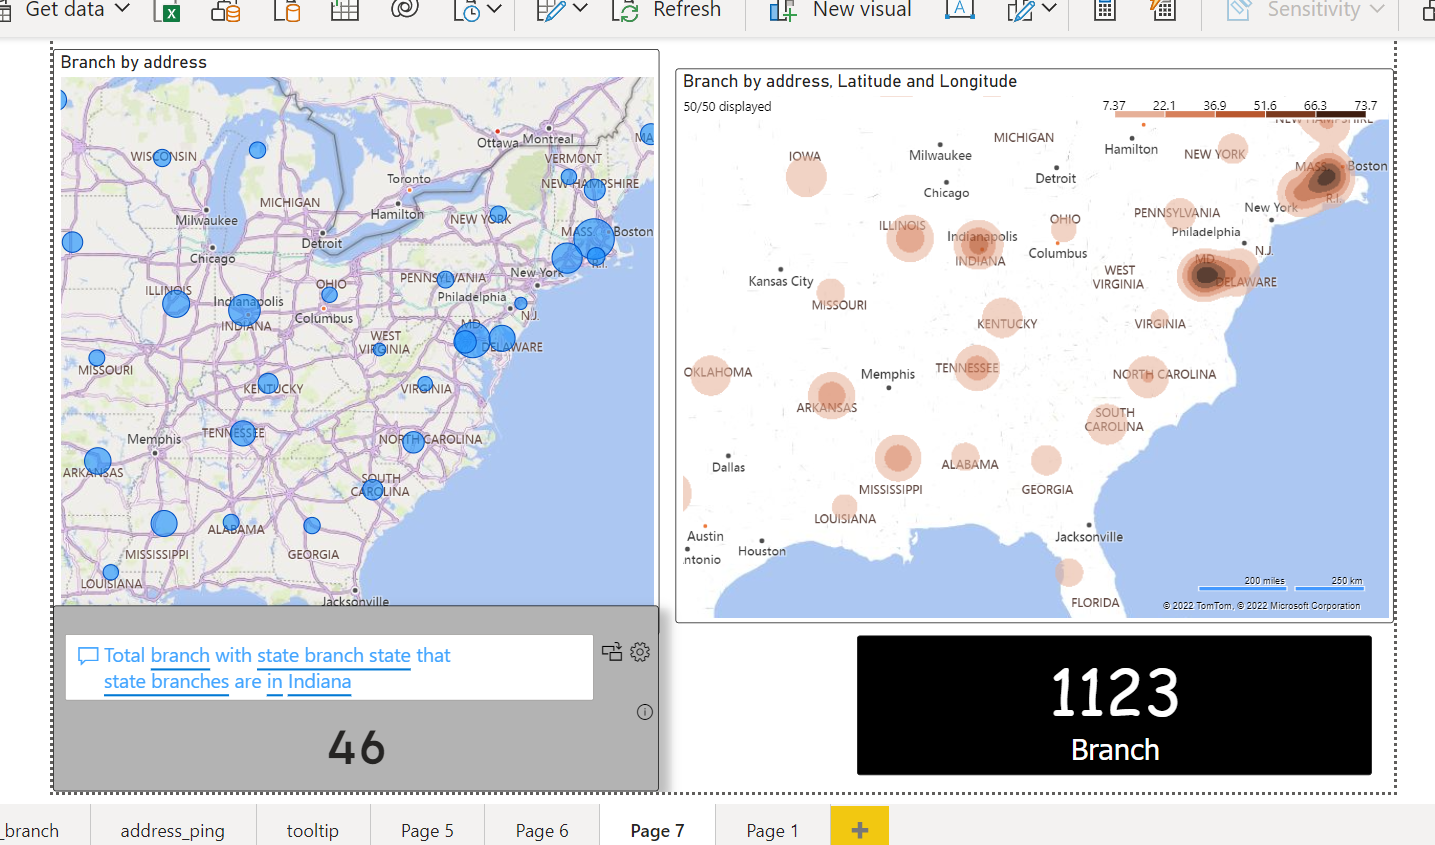 Get data
Refresh
New visual
A
Sensitivity
Branch by address
Ottawa
Montreal
MA
WISCONSIN
VERMONT
Toronto
NEW HAMPSHIRE
MICHIGAN
Hamilton
Milwaukee
NEW YORK
MASS.
Boston
Detroit
R.I.
Chicago
OHIO
PENNSYLVANIA
New York
ILLINOIS
Indianapolis
Philadelphia
INDIANA
Columbus
N.J.
MD.
WEST
VIRGINIA
DELAWARE
MISSOURI
KENTUCKY
VIRGINIA
Memphis
TENNESSEE
NORTH CAROLINA
ARKANSAS
SOUTH
CAROLINA
ALABAMA
MISSISSIPPI
GEORGIA
LOUISIANA
Jacksonville
Branch by address, Latitude and Longitude
50/50 displayed
7.37 22.1 36.9 51.6 66.3 73.7
NEW HAMPSHIRE
MICHIGAN
Hamilton
IOWA
Milwaukee
NEW YORK
MASS.
Boston
Detroit
Chicago
R.I.
New York
PENNSYLVANIA
OHIO
ILLINOIS
Indianapolis
Philadelphia
INDIANA
Columbus
N.J.
MD.
Kansas City
WEST
VIRGINIA
DELAWARE
MISSOURI
KENTUCKY
VIRGINIA
OKLAHOMA
Memphis
TENNESSEE
NORTH CAROLINA
ARKANSAS
SOUTH
CAROLINA
Dallas
ALABAMA
MISSISSIPPI
GEORGIA
LOUISIANA
Austin
Houston
Jacksonville
ntonio
200 miles
250 km
FLORIDA
© 2022 TomTom, © 2022 Microsoft Corporation
Total branch with state branch state that
state branches are in Indiana
46
1123
Branch
_branch
address_ping
tooltip
Page 5
Page 6
Page 7
Page 1
+